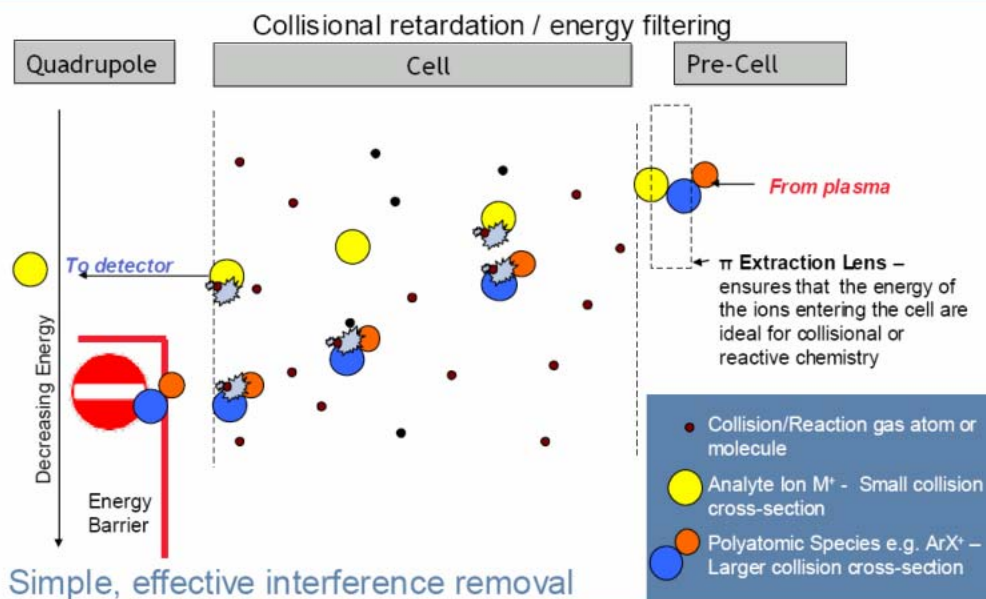 Collisional retardation / energy filtering
Quadrupole
Cell
Pre-Cell
From plasma
To detector
π Extraction Lens –
ensures that the energy of
the ions entering the cell are
ideal for collisional or
reactive chemistry
Decreasing Energy
Energy
Barrier
Collision/Reaction gas atom or
molecule
Analyte Ion M⁺ - Small collision
cross-section
Polyatomic Species e.g. ArX⁺ –
Larger collision cross-section
Simple, effective interference removal